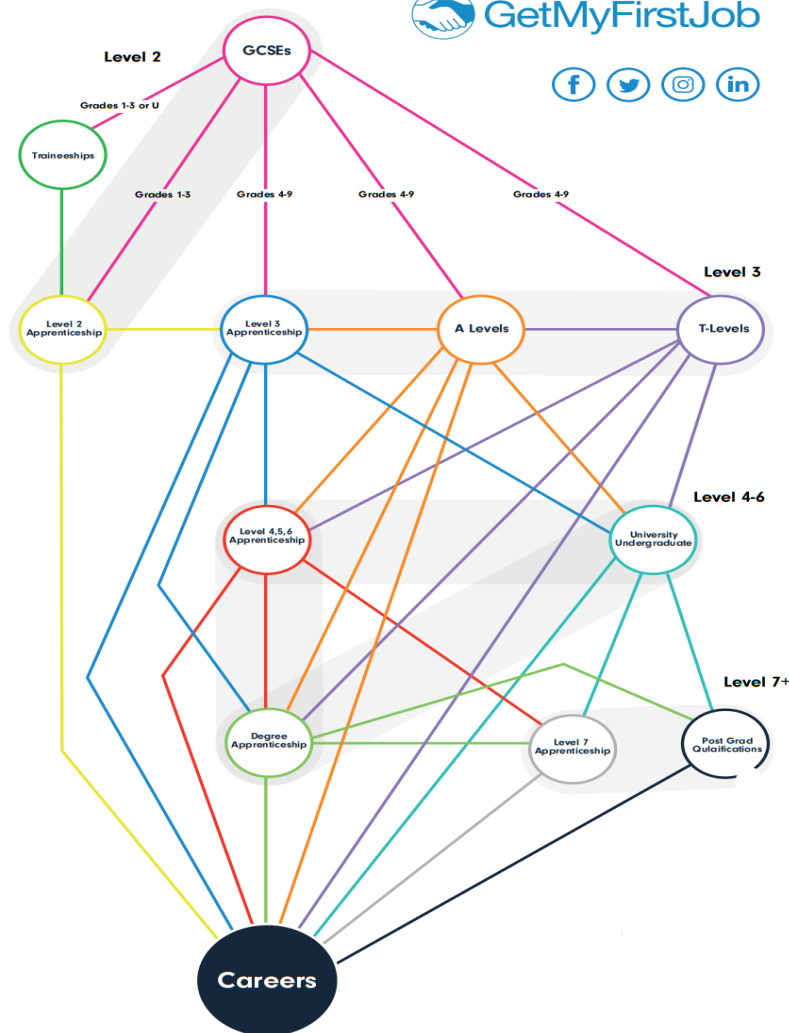 GetMyFirstJob
Level 2
GCSEs
f
in
Grades 1-3 or U
Traineeships
Grades 1-3
Grades 4-9
Grades 4-9
Grades 4-9
Level 3
Level 2
Apprenticeship
Level 3
Apprenticeship
A Levels
T-Levels
Level 4-6
Level 4,5,6
Apprenticeship
University
Undergraduate
Level 7+
Degree
Apprenticeship
Level 7
Apprenticeship
Post Grad
Qulaifications
Careers